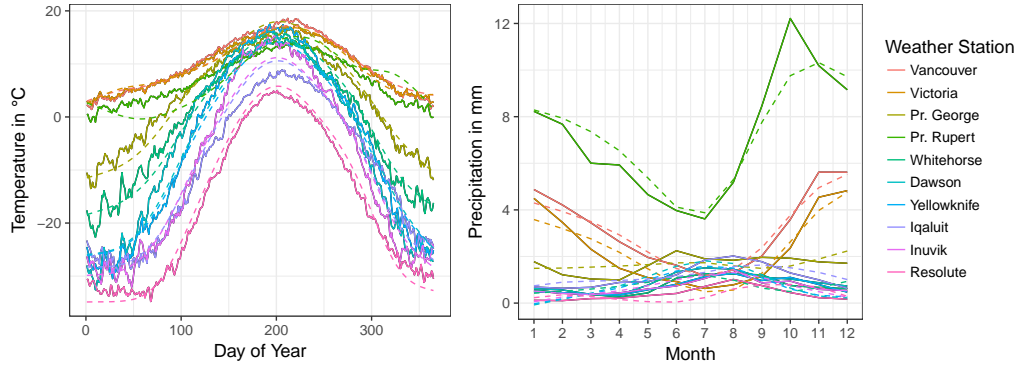 20
0
−20
0
100
200
300
Temperature in °C
Day of Year
12
8
4
0
1 2 3 4 5 6 7 8 9 10 11 12
Precipitation in mm
Month
Weather Station
Vancouver
Victoria
Pr. George
Pr. Rupert
Whitehorse
Dawson
Yellowknife
Iqaluit
Inuvik
Resolute